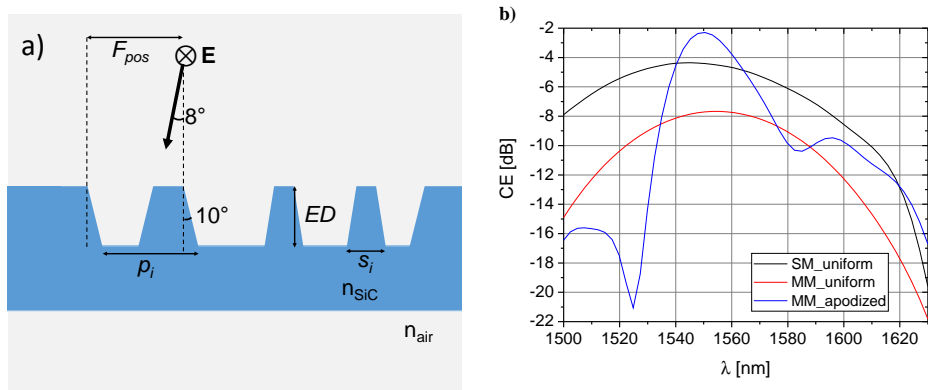 a)
F_pos
E
8°
10°
ED
p_i
s_i
n_SiC
n_air
b)
CE [dB]
-2
-4
-6
-8
-10
-12
-14
-16
-18
-20
-22
SM_uniform
MM_uniform
MM_apodized
1500 1520 1540 1560 1580 1600 1620
λ [nm]